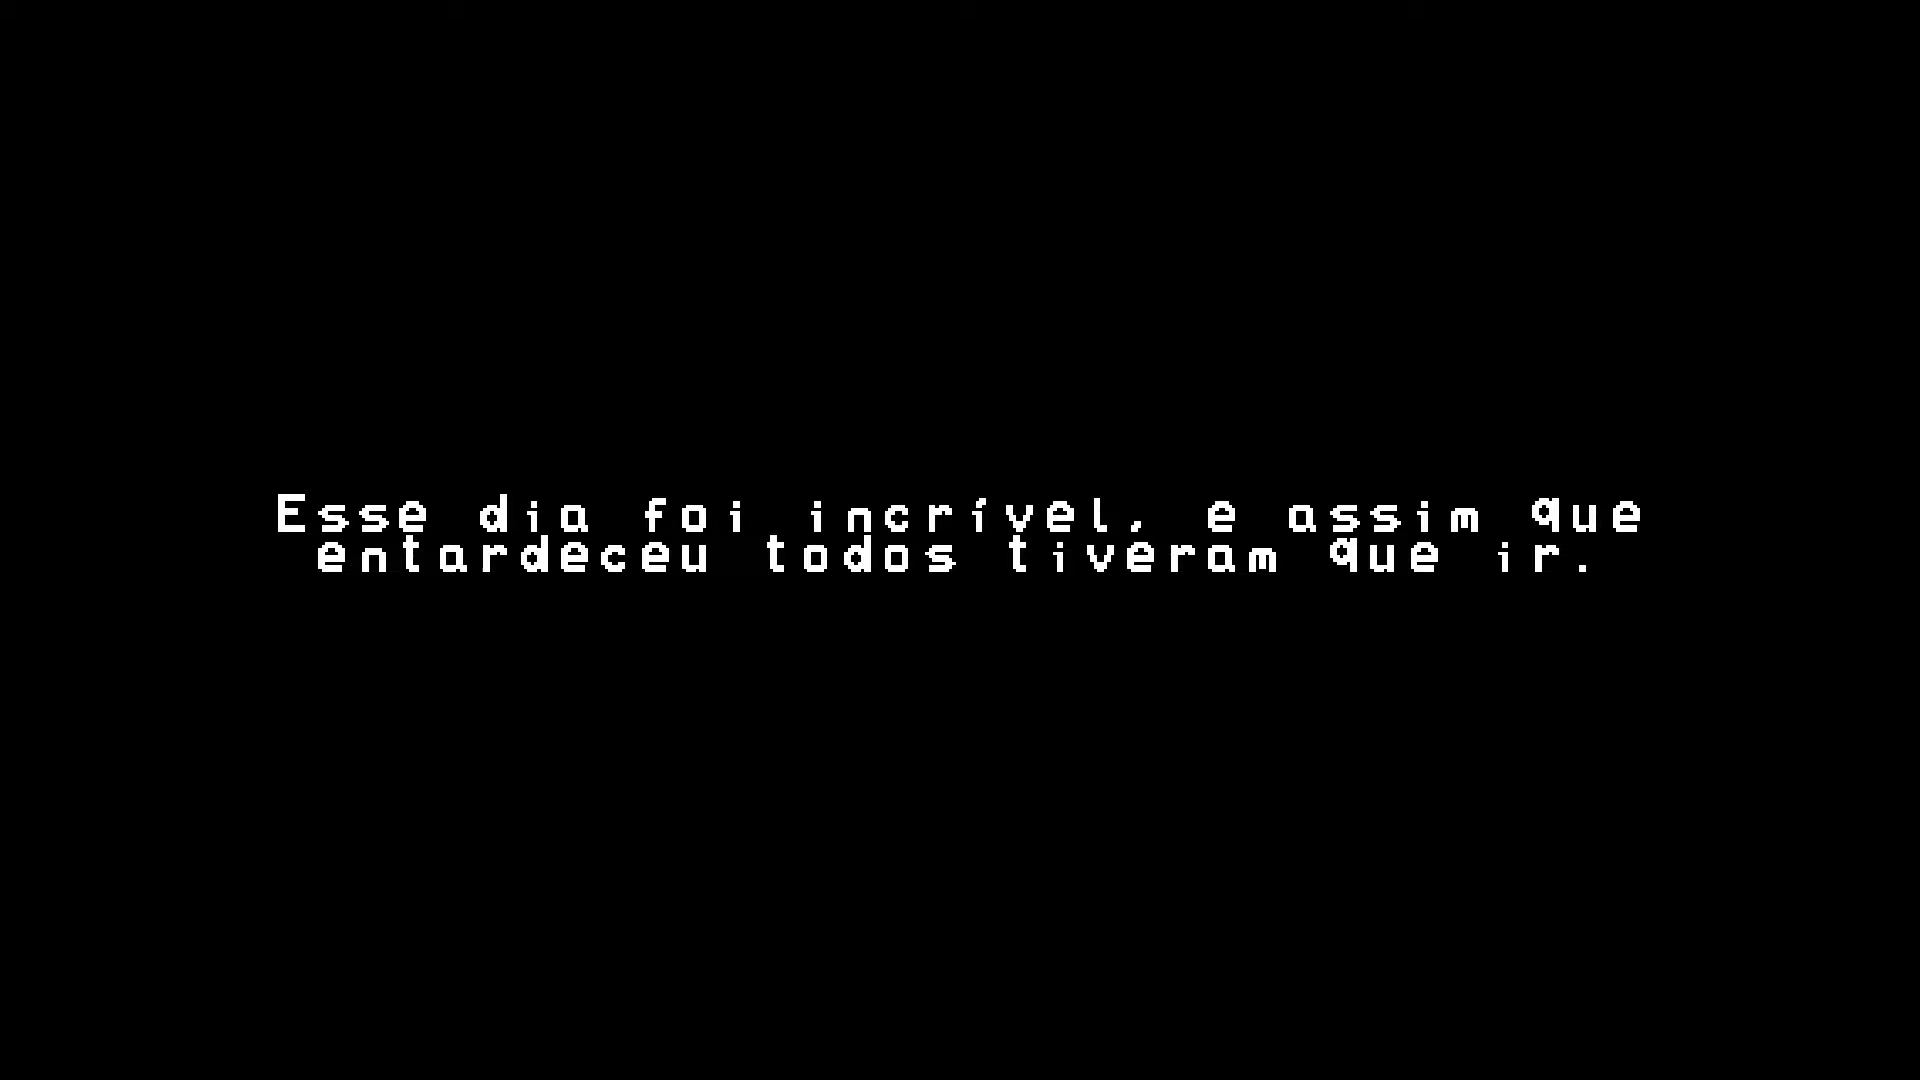 Esse dia foi incrível, e assim que
entardeceu todos tiveram que ir.